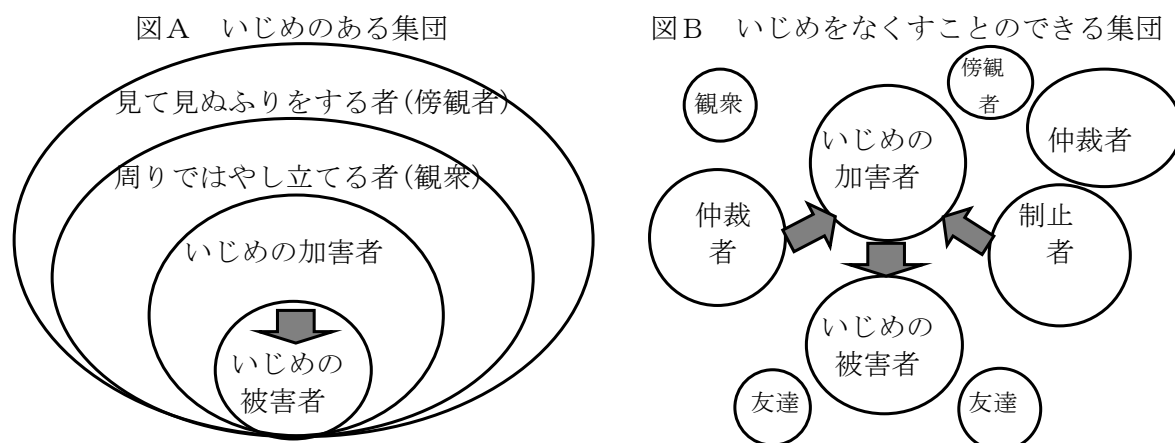 図A　いじめのある集団
見て見ぬふりをする者(傍観者)
周りではやし立てる者(観衆)
いじめの加害者
いじめの
被害者
図B　いじめをなくすことのできる集団
観衆
いじめの
加害者
傍観
者
仲裁者
仲裁
者
制止
者
いじめの
被害者
友達
友達